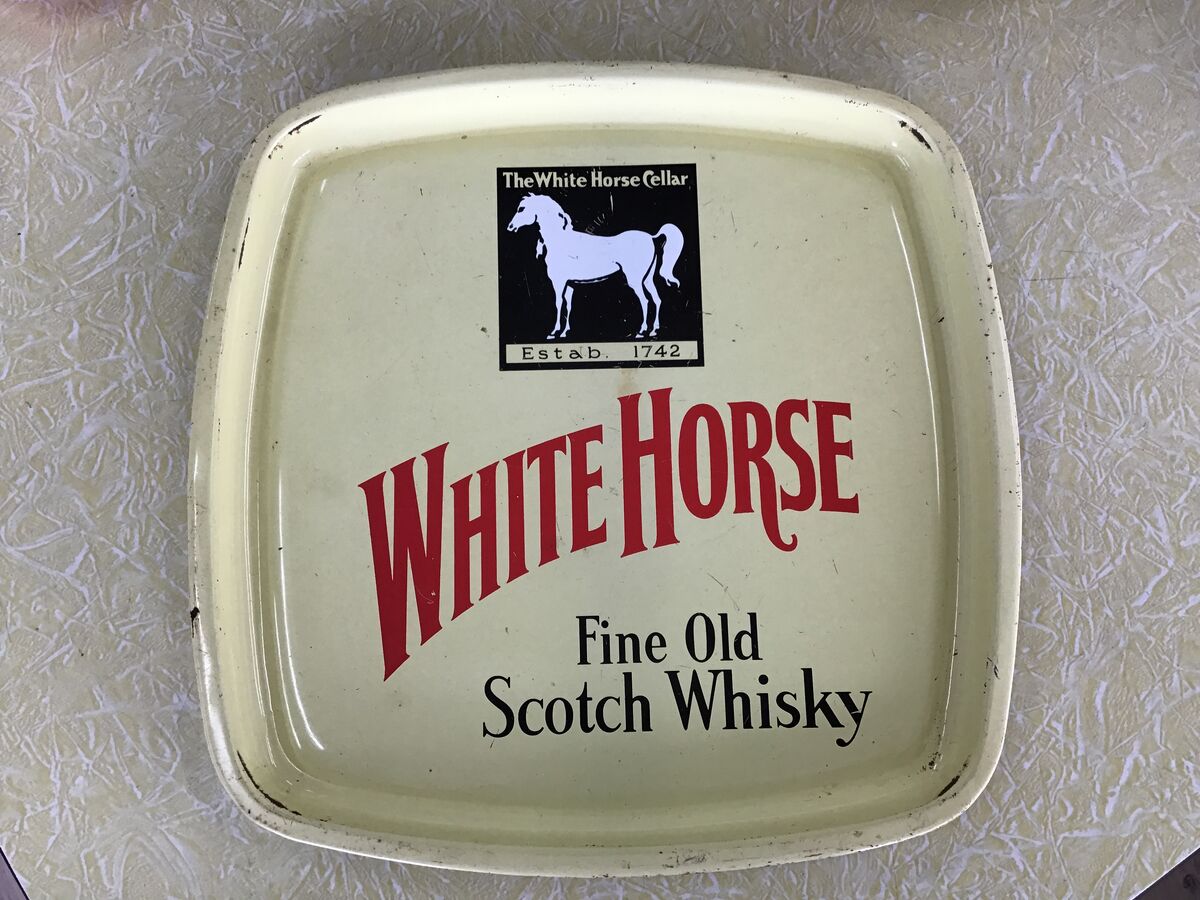 The White Horse Cellar
Estab. 1742
WHITE HORSE
Fine Old
Scotch Whisky